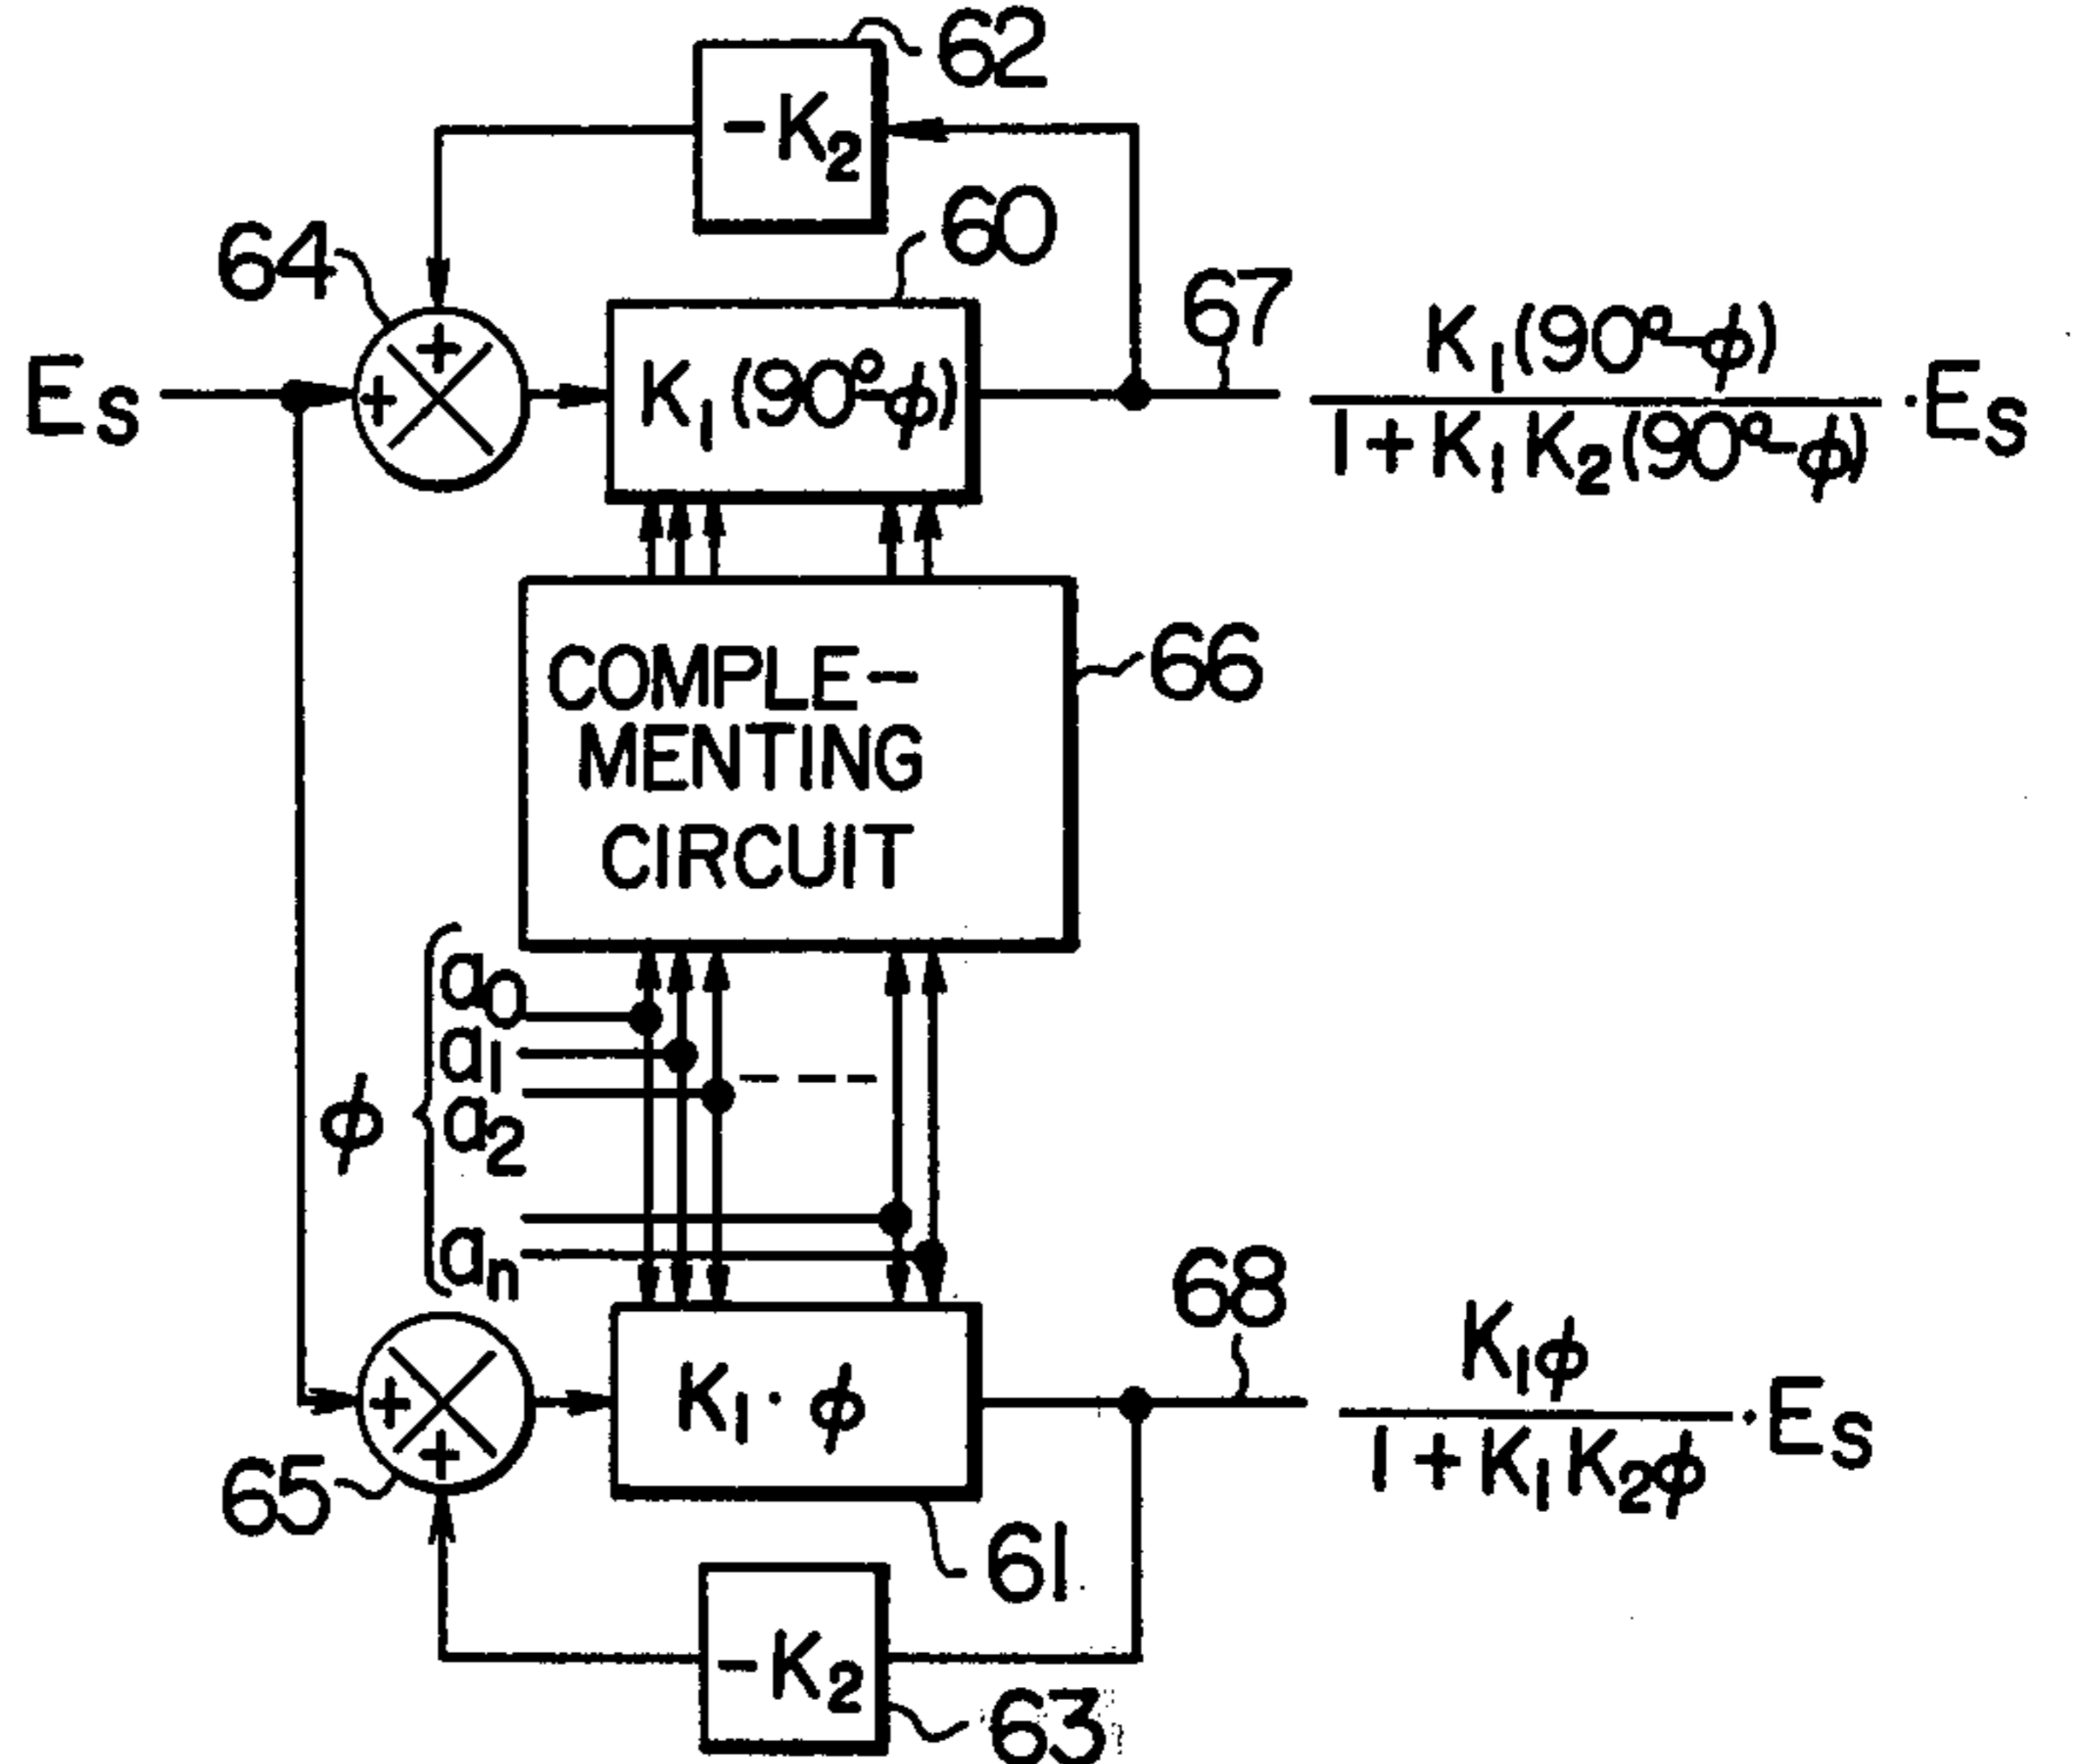 62
-K₂
60
64
67
Es
+
+
K₁(90°-ϕ)
K₁(90°-ϕ)
1+K₁K₂(90°-ϕ)
·Es
COMPLE-
MENTING
CIRCUIT
66
a₀
a₁
a₂
ϕ
aₙ
68
+
+
K₁·ϕ
K₁ϕ
1+K₁K₂ϕ
·Es
65
61
-K₂
63